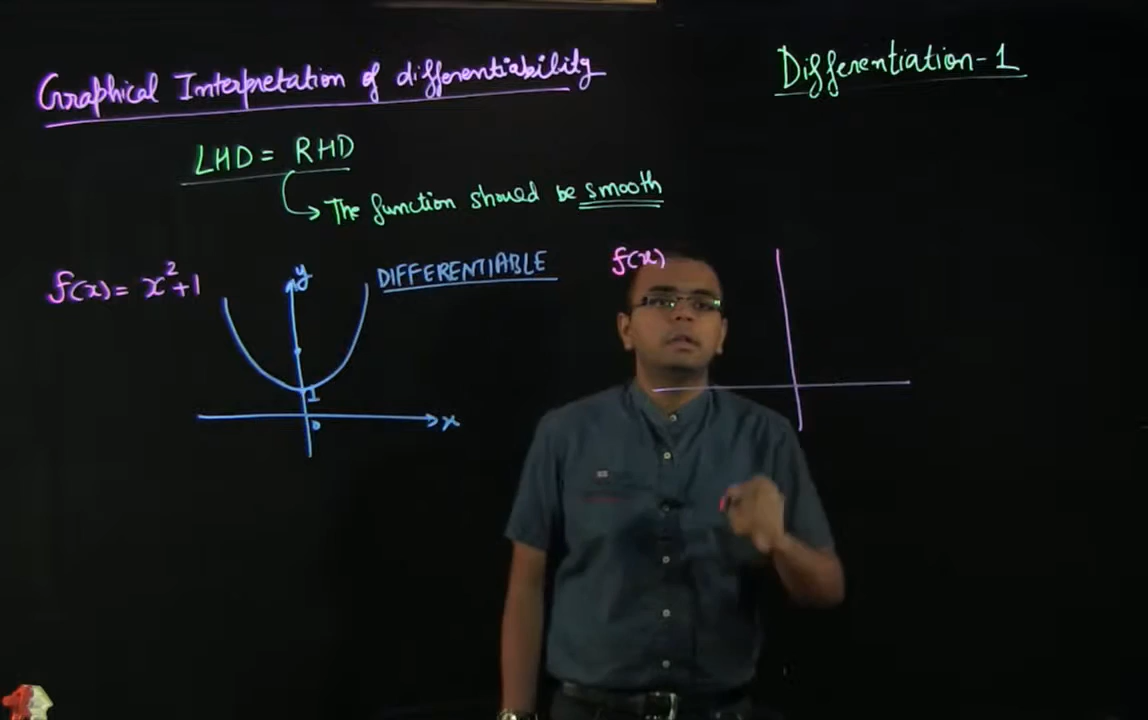 Graphical Interpretation of differentiability
Differentiation-1
LHD = RHD
The function should be smooth
f(x) = x²+1
y
DIFFERENTIABLE
1
0
x
f(x)